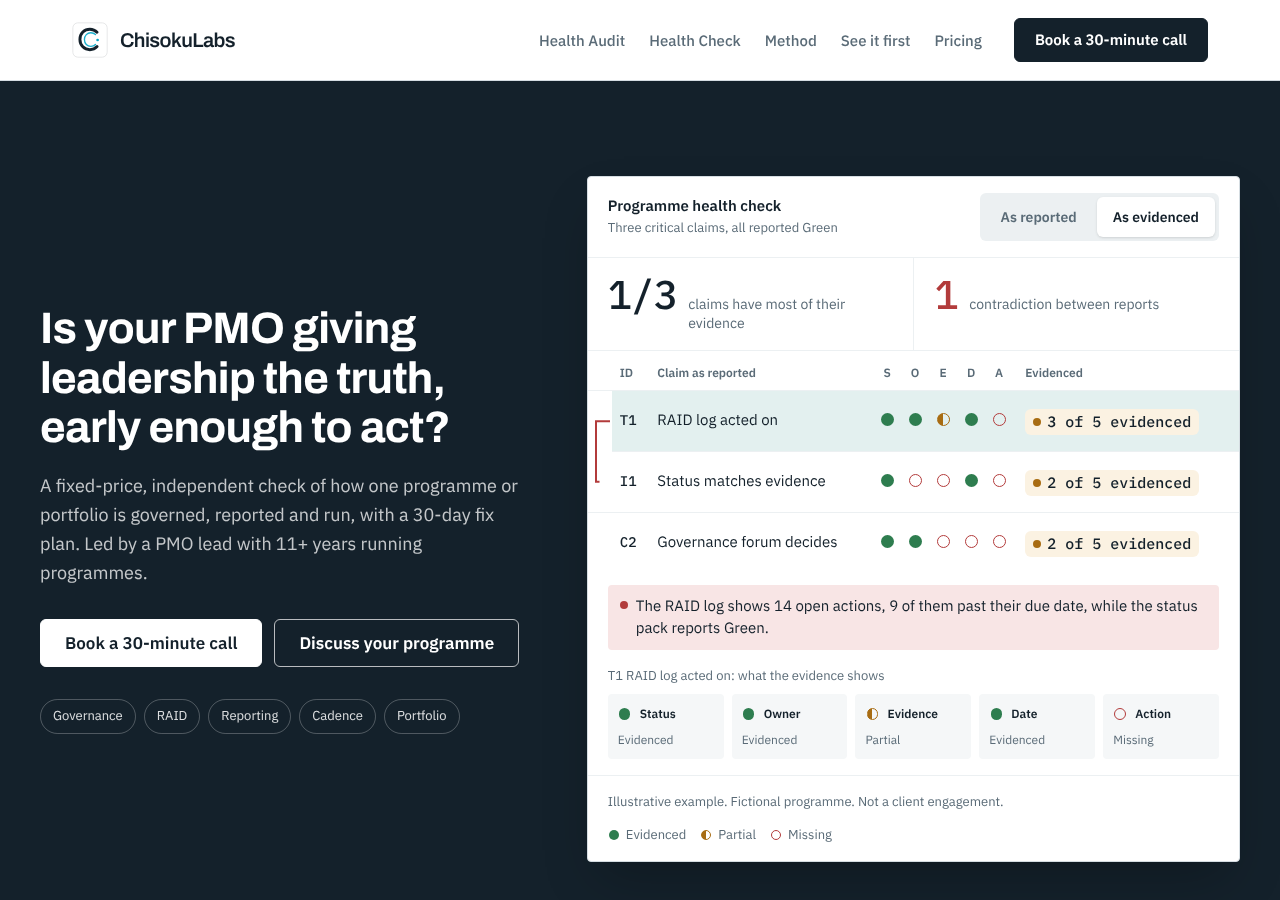 ChisokuLabs
Health Audit
Health Check
Method
See it first
Pricing
Book a 30-minute call
Is your PMO giving
leadership the truth,
early enough to act?
A fixed-price, independent check of how one programme or
portfolio is governed, reported and run, with a 30-day fix
plan. Led by a PMO lead with 11+ years running
programmes.
Book a 30-minute call
Discuss your programme
Governance
RAID
Reporting
Cadence
Portfolio
Programme health check
Three critical claims, all reported Green
As reported
As evidenced
1/3 claims have most of their
evidence
1 contradiction between reports
ID Claim as reported S O E D A Evidenced
T1 RAID log acted on 3 of 5 evidenced
I1 Status matches evidence 2 of 5 evidenced
C2 Governance forum decides 2 of 5 evidenced
The RAID log shows 14 open actions, 9 of them past their due date, while the status
pack reports Green.
T1 RAID log acted on: what the evidence shows
Status
Evidenced
Owner
Evidenced
Evidence
Partial
Date
Evidenced
Action
Missing
Illustrative example. Fictional programme. Not a client engagement.
Evidenced Partial Missing